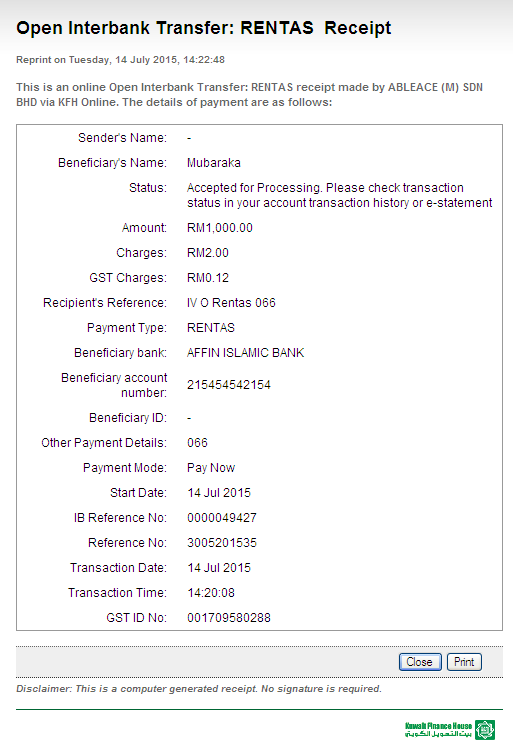 Open Interbank Transfer: RENTAS Receipt
Reprint on Tuesday, 14 July 2015, 14:22:48
This is an online Open Interbank Transfer: RENTAS receipt made by ABLEACE (M) SDN
BHD via KFH Online. The details of payment are as follows:
Sender's Name: -
Beneficiary's Name: Mubaraka
Status: Accepted for Processing. Please check transaction
status in your account transaction history or e-statement
Amount: RM1,000.00
Charges: RM2.00
GST Charges: RM0.12
Recipient's Reference: IV O Rentas 066
Payment Type: RENTAS
Beneficiary bank: AFFIN ISLAMIC BANK
Beneficiary account
number: 215454542154
Beneficiary ID: -
Other Payment Details: 066
Payment Mode: Pay Now
Start Date: 14 Jul 2015
IB Reference No: 0000049427
Reference No: 3005201535
Transaction Date: 14 Jul 2015
Transaction Time: 14:20:08
GST ID No: 001709580288
Close Print
Disclaimer: This is a computer generated receipt. No signature is required.
Kuwait Finance House
بيت التمويل الكويتي